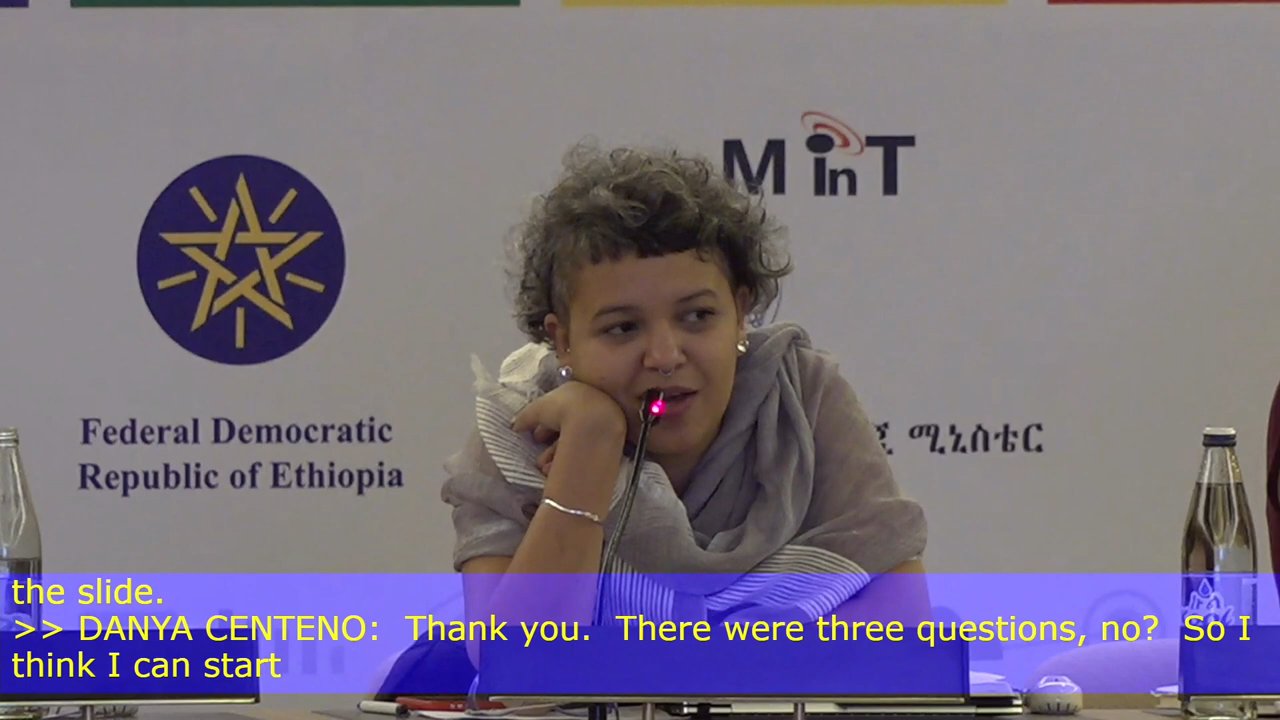 M inT
Federal Democratic
Republic of Ethiopia
ሚኒስቴር
the slide.
>> DANYA CENTENO:  Thank you.  There were three questions, no?  So I
think I can start